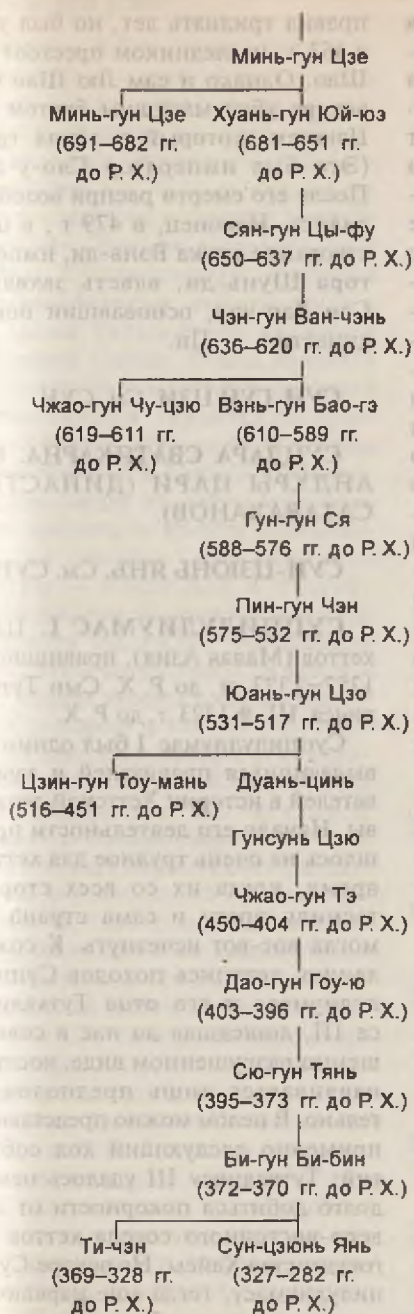 Минь-гун Цзе
Минь-гун Цзе Хуань-гун Юй-юэ
(691–682 гг. (681–651 гг.
до Р. Х.) до Р. Х.)
Сян-гун Цы-фу
(650–637 гг. до Р. Х.)
Чэн-гун Ван-чэнь
(636–620 гг. до Р. Х.)
Чжао-гун Чу-цзю Вэнь-гун Бао-гэ
(619–611 гг. (610–589 гг.
до Р. Х.) до Р. Х.)
Гун-гун Ся
(588–576 гг. до Р. Х.)
Пин-гун Чэн
(575–532 гг. до Р. Х.)
Юань-гун Цзо
(531–517 гг. до Р. Х.)
Цзин-гун Тоу-мань Дуань-цинь
(516–451 гг. до Р. Х.)
Гунсунь Цзю
Чжао-гун Тэ
(450–404 гг. до Р. Х.)
Дао-гун Гоу-ю
(403–396 гг. до Р. Х.)
Сю-гун Тянь
(395–373 гг. до Р. Х.)
Би-гун Би-бин
(372–370 гг. до Р. Х.)
Ти-чэн Сун-цзюнь Янь
(369–328 гг. (327–282 гг.
до Р. Х.) до Р. Х.)